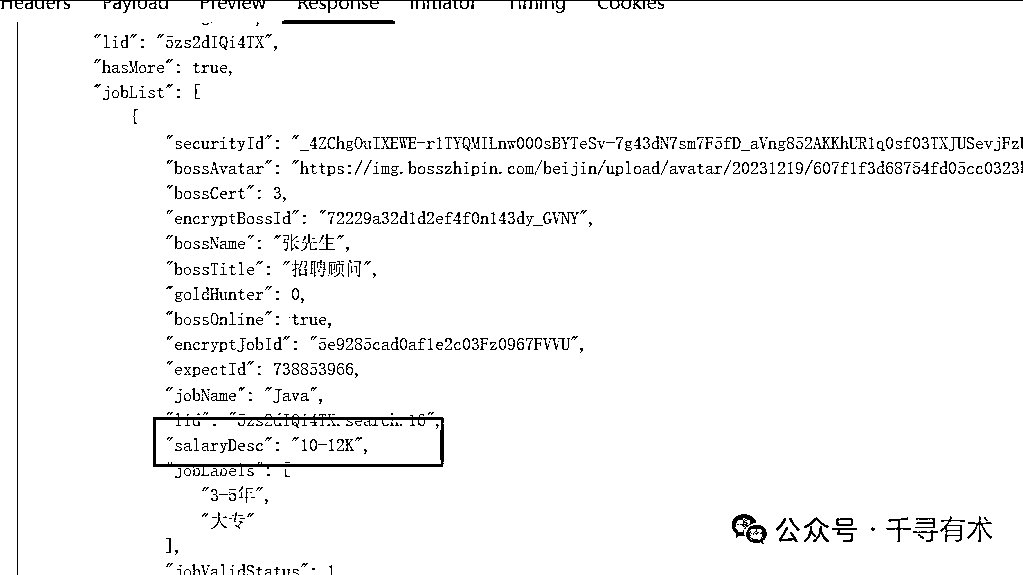 Headers Payload Preview Response Initiator Timing Cookies
"lid": "5zs2dIQi4TX",
"hasMore": true,
"jobList": [
{
"securityId": "_4ZChgOuIXEWE-r1TYQMILnw000sBYTeSv-7g43dN7sm7F5fD_aVng852AKKhUR1q0sf03TXJUSevjFzb
"bossAvatar": "https://img.bosszhipin.com/beijin/upload/avatar/20231219/607f1f3d68754fd05cc0323b
"bossCert": 3,
"encryptBossId": "72229a32d1d2ef4f0n143dy_GVNY",
"bossName": "张先生",
"bossTitle": "招聘顾问",
"goldHunter": 0,
"bossOnline": true,
"encryptJobId": "5e9285cad0af1e2c03Fz0967FVVU",
"expectId": 738853966,
"jobName": "Java",
"lid": "5zs2dIQi4TX.search.16",
"salaryDesc": "10-12K",
"jobLabels": [
"3-5年",
"大专"
],
"jobValidStatus": 1
公众号 · 千寻有术